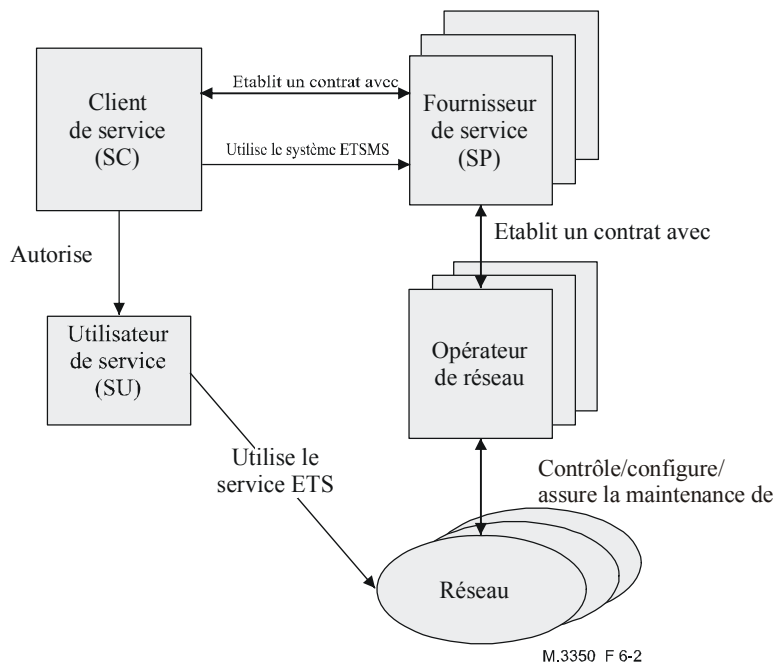 Client
de service
(SC)
Etablit un contrat avec
Utilise le système ETSMS
Fournisseur
de service
(SP)
Autorise
Etablit un contrat avec
Utilisateur
de service
(SU)
Opérateur
de réseau
Utilise le
service ETS
Contrôle/configure/
assure la maintenance de
Réseau
M.3350_F 6-2